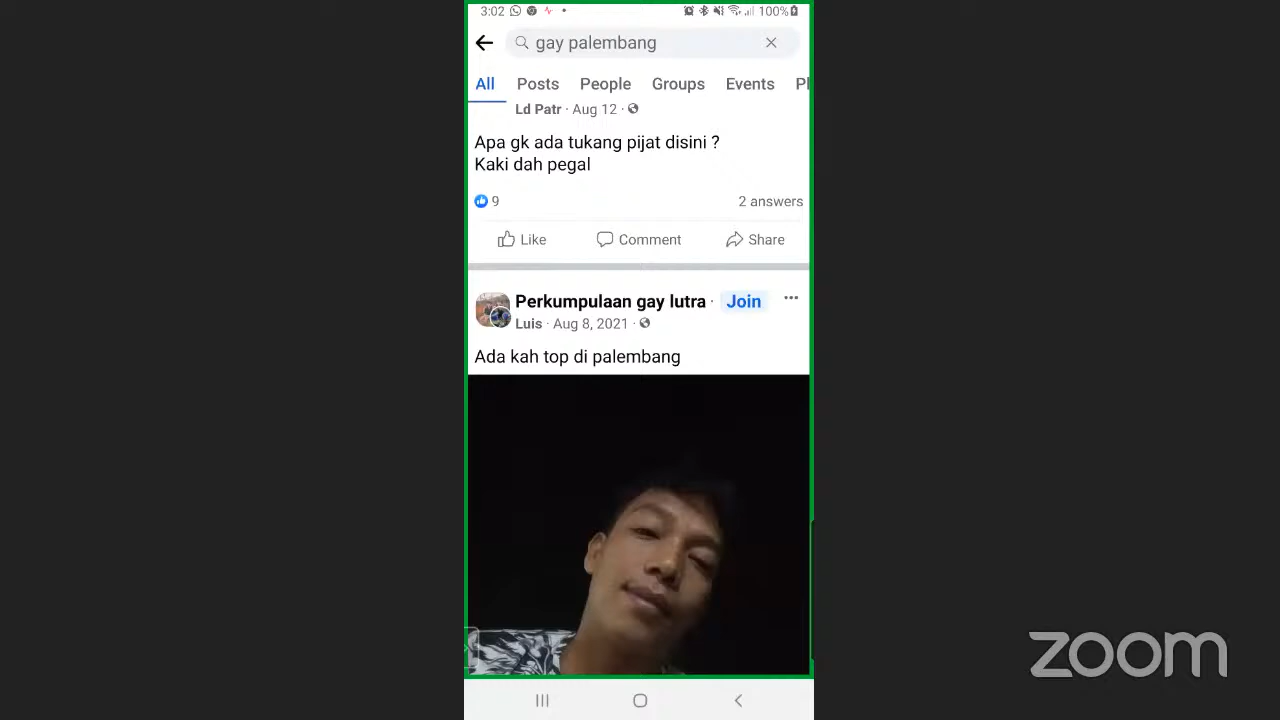 3:02
100%
gay palembang
All Posts People Groups Events Pl
Ld Patr · Aug 12 ·
Apa gk ada tukang pijat disini ?
Kaki dah pegal
9 2 answers
Like Comment Share
Perkumpulaan gay lutra · Join
Luis · Aug 8, 2021 ·
Ada kah top di palembang
zoom